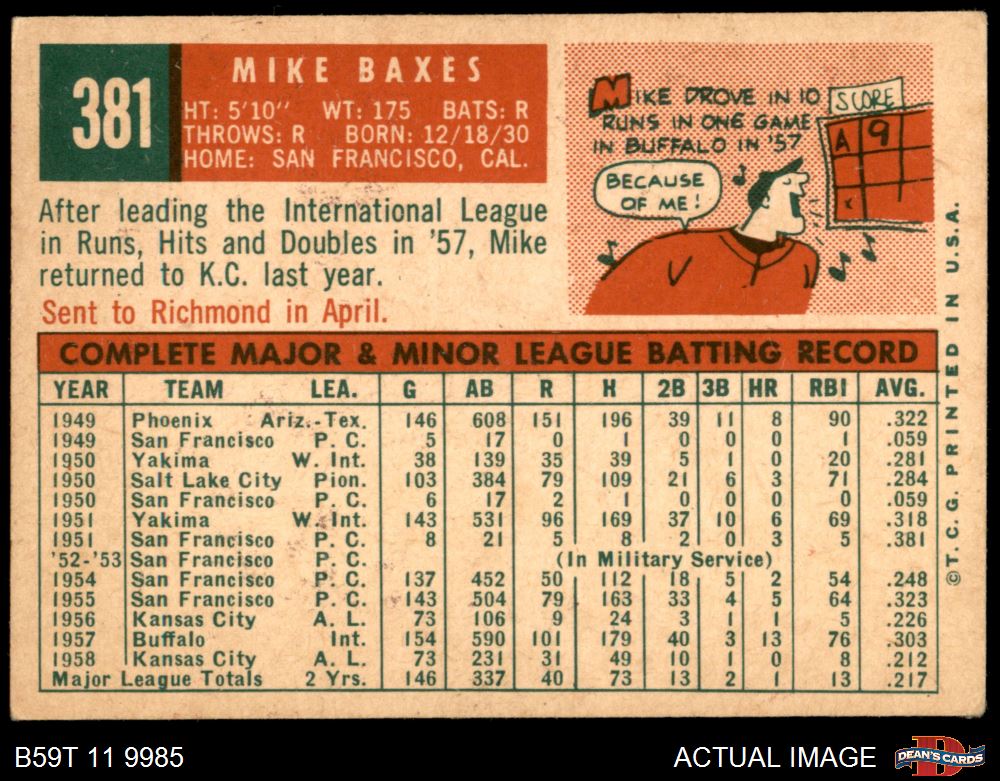 381
MIKE BAXES
HT: 5'10" WT: 175 BATS: R
THROWS: R BORN: 12/18/30
HOME: SAN FRANCISCO, CAL.
After leading the International League
in Runs, Hits and Doubles in '57, Mike
returned to K.C. last year.
Sent to Richmond in April.
MIKE DROVE IN 10
RUNS IN ONE GAME
IN BUFFALO IN '57
SCORE
A 9
BECAUSE
OF ME!
COMPLETE MAJOR & MINOR LEAGUE BATTING RECORD
YEAR TEAM LEA. G AB R H 2B 3B HR RBI AVG.
1949 Phoenix Ariz.-Tex. 146 608 151 196 39 11 8 90 .322
1949 San Francisco P. C. 5 17 0 1 0 0 0 1 .059
1950 Yakima W. Int. 38 139 35 39 5 1 0 20 .281
1950 Salt Lake City Pion. 103 384 79 109 21 6 3 71 .284
1950 San Francisco P. C. 6 17 2 1 0 0 0 0 .059
1951 Yakima W. Int. 143 531 96 169 37 10 6 69 .318
1951 San Francisco P. C. 8 21 5 8 2 0 3 5 .381
'52-'53 San Francisco P. C. (In Military Service)
1954 San Francisco P. C. 137 452 50 112 18 5 2 54 .248
1955 San Francisco P. C. 143 504 79 163 33 4 5 64 .323
1956 Kansas City A. L. 73 106 9 24 3 1 1 5 .226
1957 Buffalo Int. 154 590 101 179 40 3 13 76 .303
1958 Kansas City A. L. 73 231 31 49 10 1 0 8 .212
Major League Totals 2 Yrs. 146 337 40 73 13 2 1 13 .217
©T.C.G. PRINTED IN U.S.A.
B59T 11 9985
ACTUAL IMAGE
DEAN'S CARDS